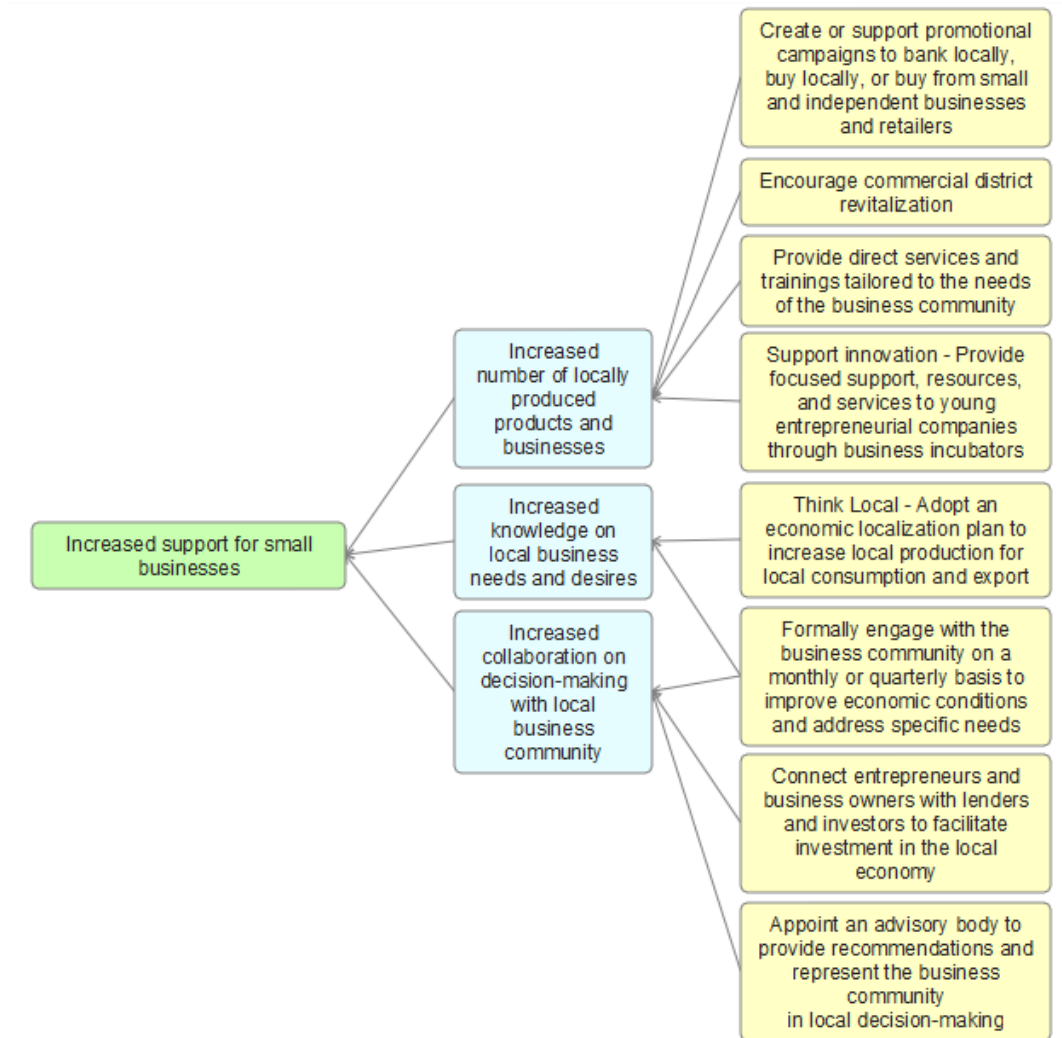 Create or support promotional
campaigns to bank locally,
buy locally, or buy from small
and independent businesses
and retailers
Encourage commercial district
revitalization
Provide direct services and
trainings tailored to the needs
of the business community
Increased
number of locally
produced
products and
businesses
Support innovation - Provide
focused support, resources,
and services to young
entrepreneurial companies
through business incubators
Increased support for small
businesses
Increased
knowledge on
local business
needs and desires
Think Local - Adopt an
economic localization plan to
increase local production for
local consumption and export
Increased
collaboration on
decision-making
with local
business
community
Formally engage with the
business community on a
monthly or quarterly basis to
improve economic conditions
and address specific needs
Connect entrepreneurs and
business owners with lenders
and investors to facilitate
investment in the local
economy
Appoint an advisory body to
provide recommendations and
represent the business
community
in local decision-making